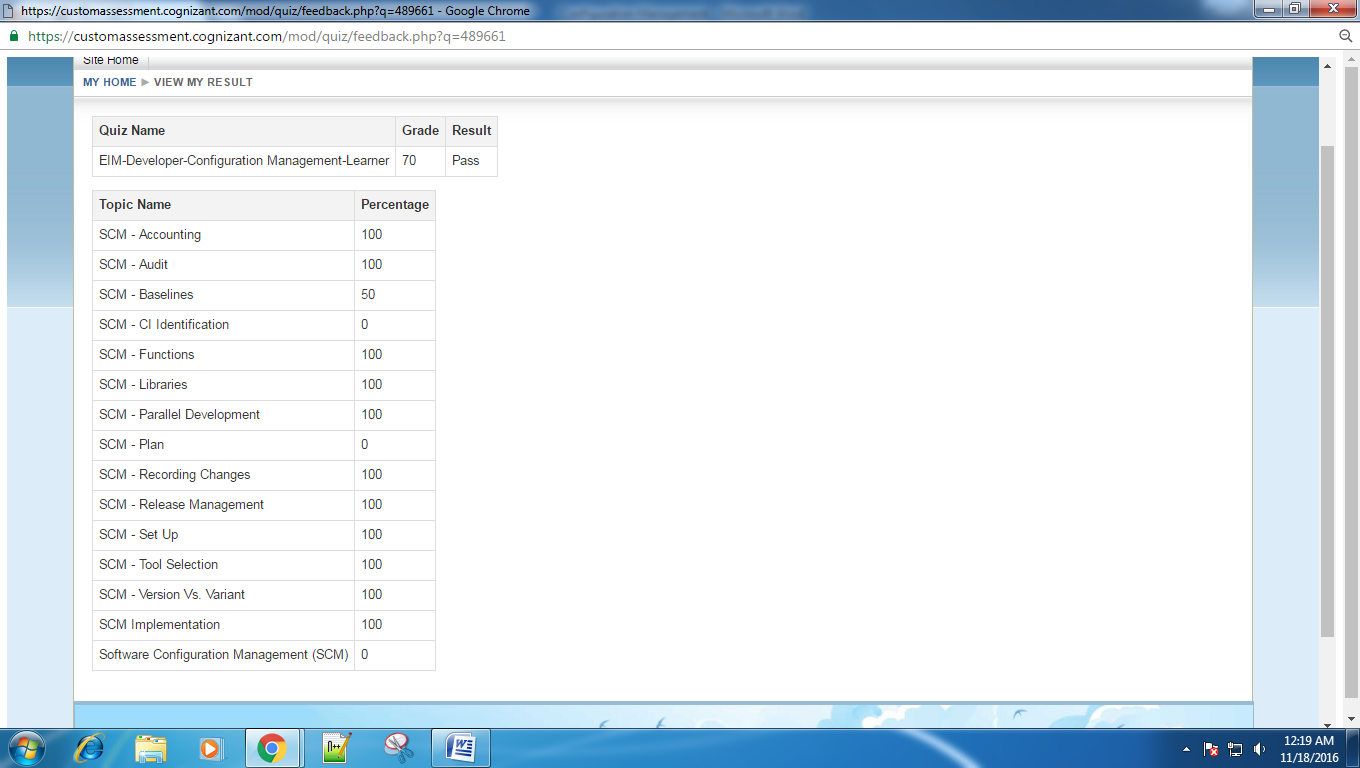 https://customassessment.cognizant.com/mod/quiz/feedback.php?q=489661 - Google Chrome
https://customassessment.cognizant.com/mod/quiz/feedback.php?q=489661
Site Home
MY HOME ► VIEW MY RESULT
Quiz Name Grade Result
EIM-Developer-Configuration Management-Learner 70 Pass
Topic Name Percentage
SCM - Accounting 100
SCM - Audit 100
SCM - Baselines 50
SCM - CI Identification 0
SCM - Functions 100
SCM - Libraries 100
SCM - Parallel Development 100
SCM - Plan 0
SCM - Recording Changes 100
SCM - Release Management 100
SCM - Set Up 100
SCM - Tool Selection 100
SCM - Version Vs. Variant 100
SCM Implementation 100
Software Configuration Management (SCM) 0
12:19 AM
11/18/2016